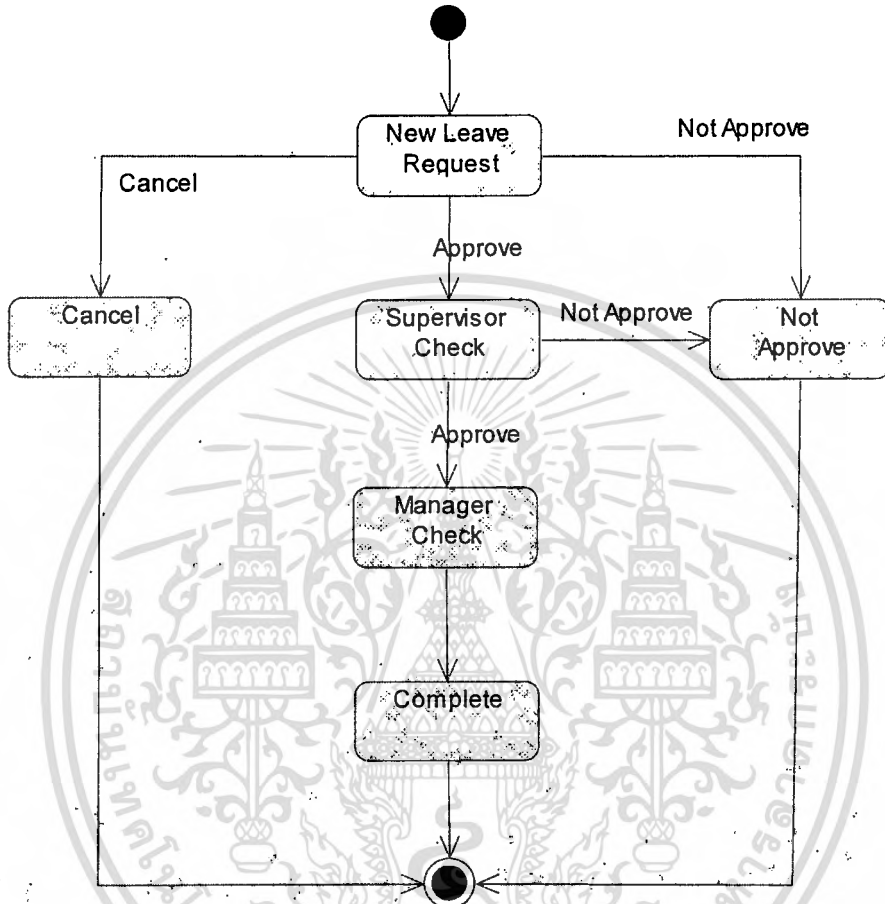 New Leave
Request
Not Approve
Cancel
Approve
Cancel
Supervisor
Check
Not Approve
Not
Approve
Approve
Manager
Check
Complete